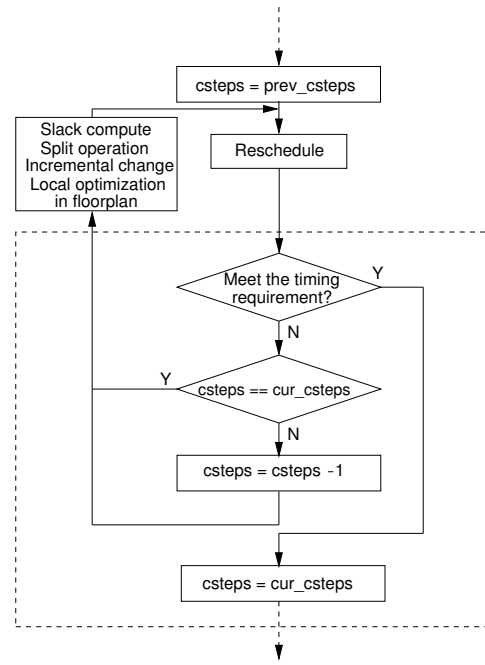 csteps = prev_csteps
Slack compute
Split operation
Incremental change
Local optimization
in floorplan
Reschedule
Meet the timing
requirement?
Y
N
Y
csteps == cur_csteps
N
csteps = csteps -1
csteps = cur_csteps